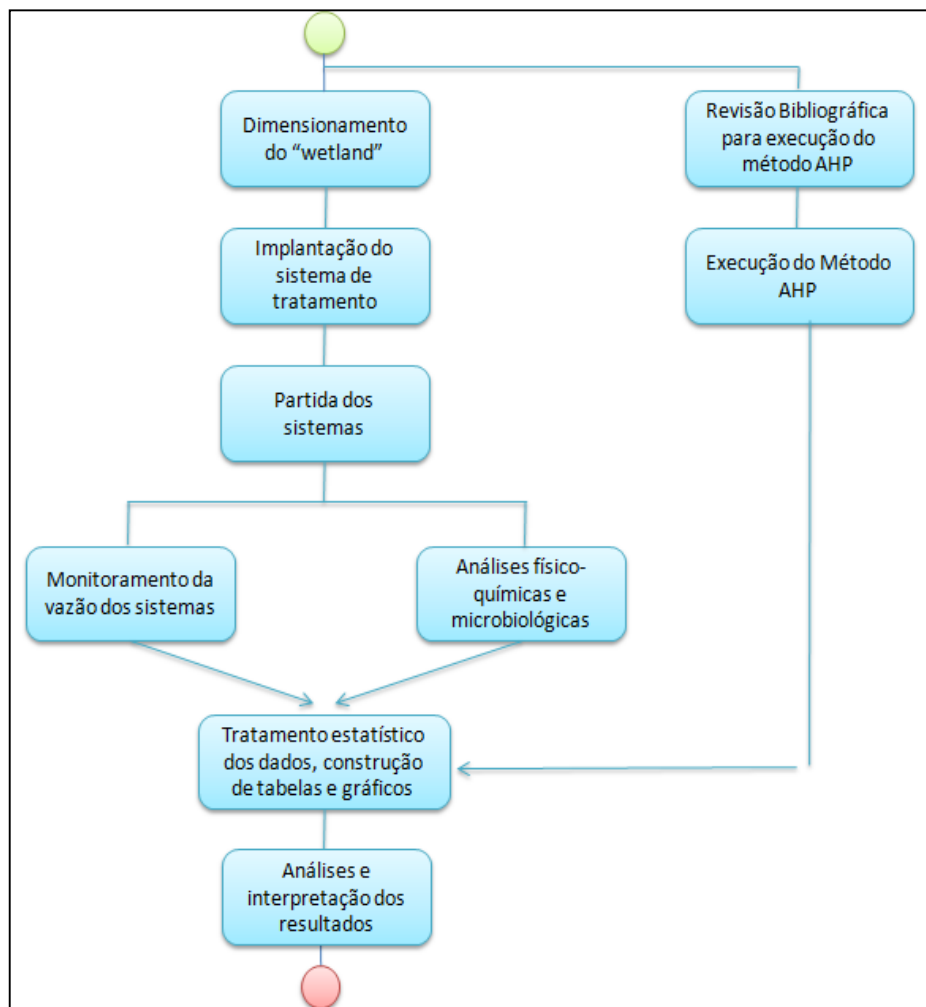 Dimensionamento
do “wetland”
Revisão Bibliográfica
para execução do
método AHP
Implantação do
sistema de
tratamento
Execução do Método
AHP
Partida dos
sistemas
Monitoramento da
vazão dos sistemas
Análises físico-
químicas e
microbiológicas
Tratamento estatístico
dos dados, construção
de tabelas e gráficos
Análises e
interpretação dos
resultados